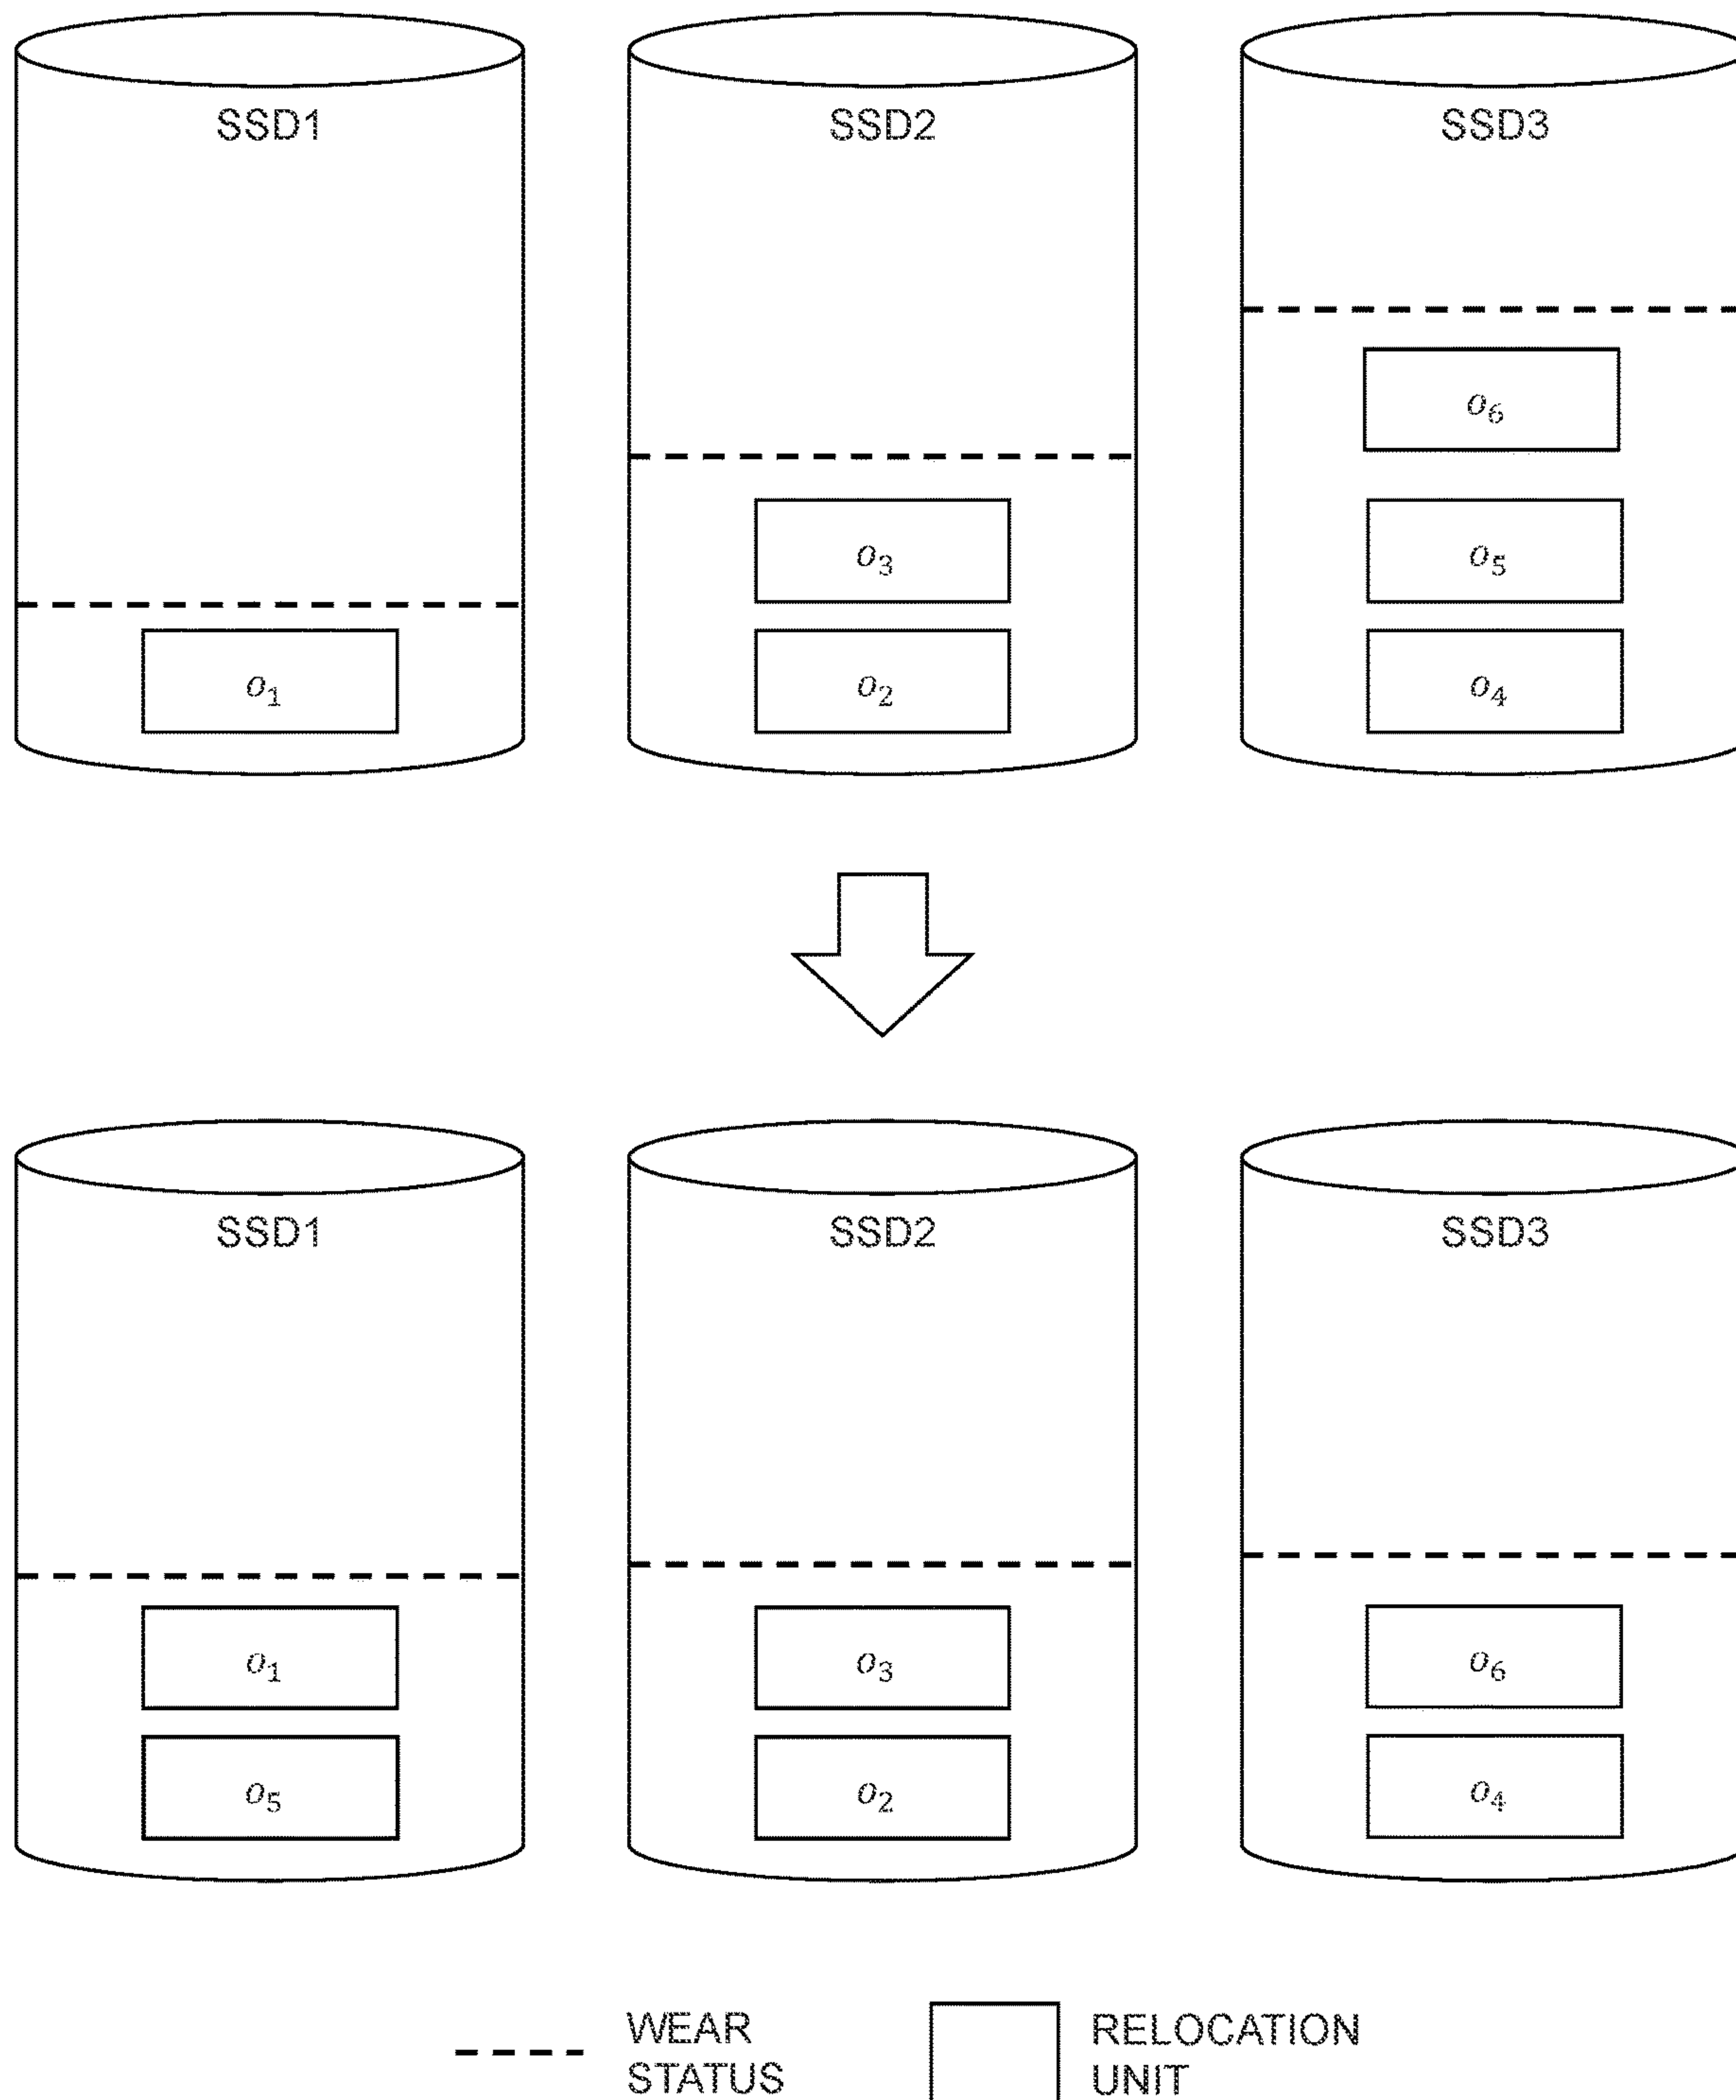 SSD1 SSD2 SSD3
o₆
o₃ o₅
o₁ o₂ o₄
SSD1 SSD2 SSD3
o₁ o₃ o₆
o₅ o₂ o₄
WEAR RELOCATION
STATUS UNIT